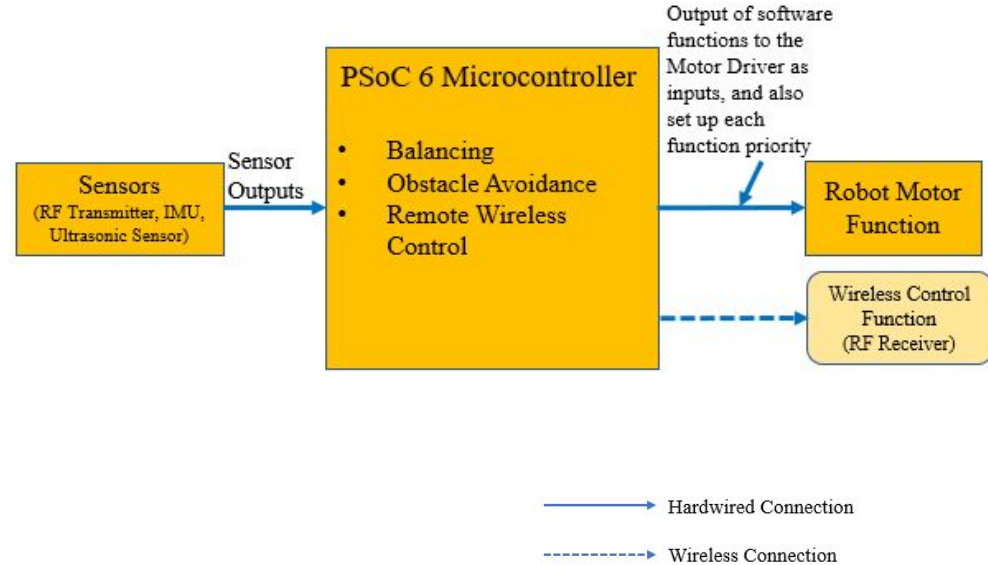 Output of software
functions to the
Motor Driver as
inputs, and also
set up each
function priority
PSoC 6 Microcontroller
• Balancing
• Obstacle Avoidance
• Remote Wireless
Control
Sensor
Outputs
Sensors
(RF Transmitter, IMU,
Ultrasonic Sensor)
Robot Motor
Function
Wireless Control
Function
(RF Receiver)
Hardwired Connection
Wireless Connection